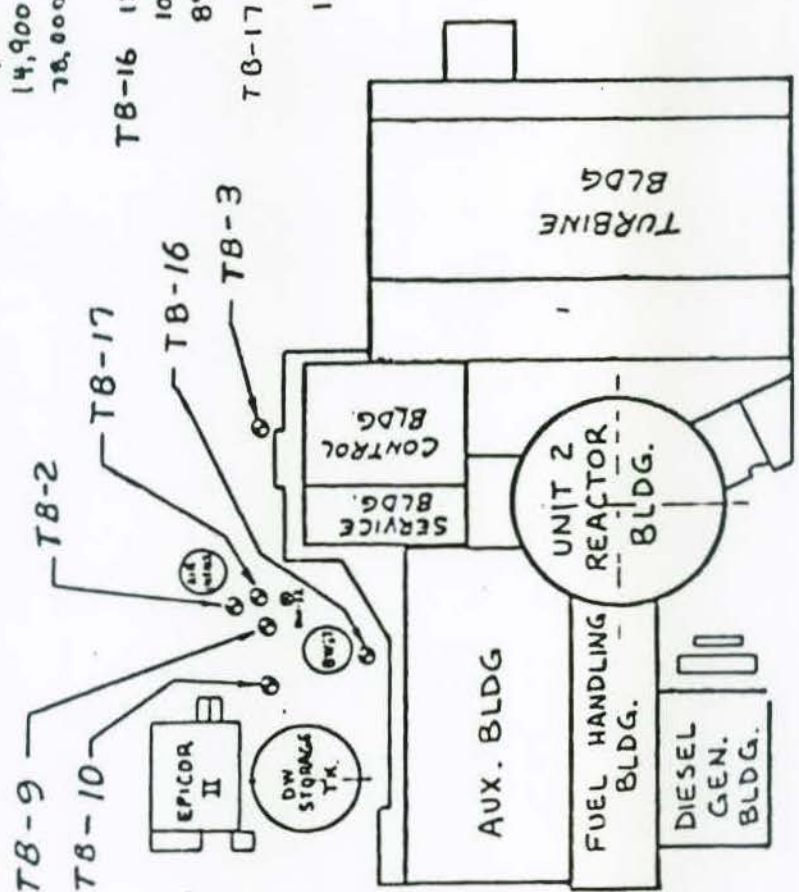 14,900
78,000
TB-16
TB-17
TB-3
TB-16
TB-17
TB-2
TB-9
TB-10
EPICOR
II
DW
STORAGE
TK.
AUX. BLDG
SERVICE
BLDG.
CONTROL
BLDG.
TURBINE
BLDG
UNIT 2
REACTOR
BLDG.
FUEL HANDLING
BLDG.
DIESEL
GEN.
BLDG.